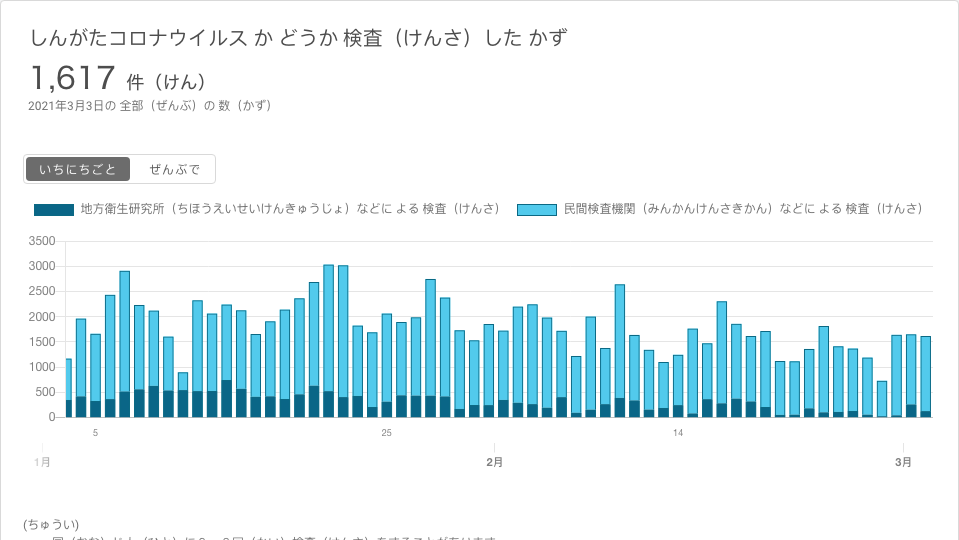 しんがたコロナウイルス か どうか 検査（けんさ）した かず
1,617 件（けん）
2021年3月3日の 全部（ぜんぶ）の 数（かず）
いちにちごと ぜんぶで
地方衛生研究所（ちほうえいせいけんきゅうじょ）などに よる 検査（けんさ） 民間検査機関（みんかんけんさきかん）などに よる 検査（けんさ）
3500
3000
2500
2000
1500
1000
500
0
5 25 14
1月 2月 3月
(ちゅうい)